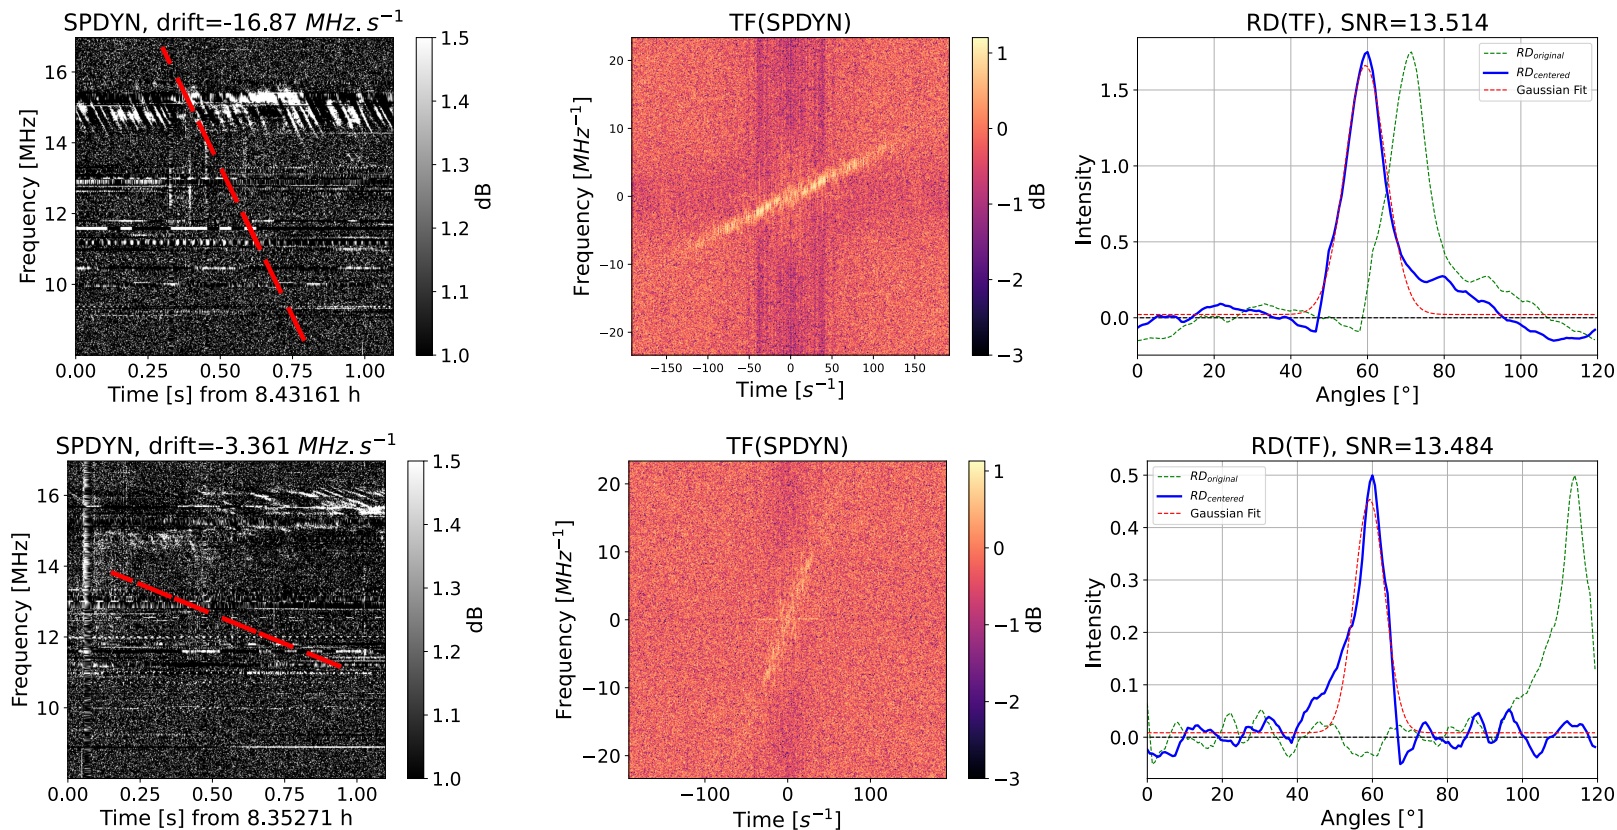 SPDYN, drift=-16.87 MHz.s⁻¹
Frequency [MHz]
16
14
12
10
0.00 0.25 0.50 0.75 1.00
Time [s] from 8.43161 h
1.5
1.4
1.3
1.2
1.1
1.0
dB
TF(SPDYN)
Frequency [MHz⁻¹]
20
10
0
−10
−20
−150 −100 −50 0 50 100 150
Time [s⁻¹]
1
0
−1
−2
−3
dB
RD(TF), SNR=13.514
Intensity
1.5
1.0
0.5
0.0
0 20 40 60 80 100 120
Angles [°]
RD_original
RD_centered
Gaussian Fit
SPDYN, drift=-3.361 MHz.s⁻¹
Frequency [MHz]
16
14
12
10
0.00 0.25 0.50 0.75 1.00
Time [s] from 8.35271 h
1.5
1.4
1.3
1.2
1.1
1.0
dB
TF(SPDYN)
Frequency [MHz⁻¹]
20
10
0
−10
−20
−100 0 100
Time [s⁻¹]
1
0
−1
−2
−3
dB
RD(TF), SNR=13.484
Intensity
0.5
0.4
0.3
0.2
0.1
0.0
0 20 40 60 80 100 120
Angles [°]
RD_original
RD_centered
Gaussian Fit